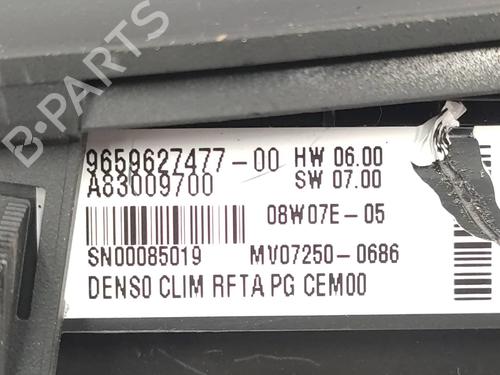 9659627477-00 HW 06.00
A83009700 SW 07.00
08W07E-05
SN00085019 MV07250-0686
DENSO CLIM RFTA PG CEM00
B-PARTS